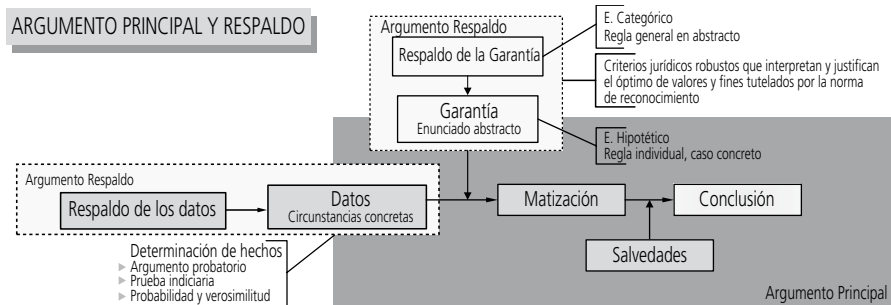 ARGUMENTO PRINCIPAL Y RESPALDO
Argumento Respaldo
Respaldo de la Garantía
Garantía
Enunciado abstracto
E. Categórico
Regla general en abstracto
Criterios jurídicos robustos que interpretan y justifican
el óptimo de valores y fines tutelados por la norma
de reconocimiento
E. Hipotético
Regla individual, caso concreto
Argumento Respaldo
Respaldo de los datos
Datos
Circunstancias concretas
Matización
Conclusión
Salvedades
Determinación de hechos
Argumento probatorio
Prueba indiciaria
Probabilidad y verosimilitud
Argumento Principal